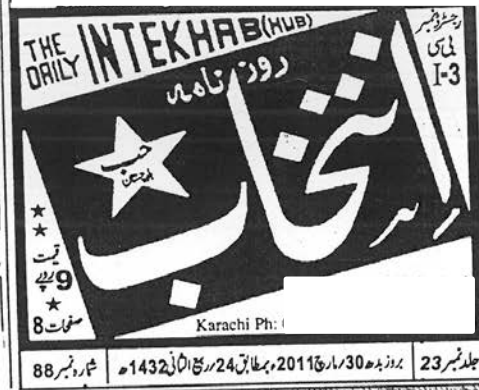 THE DAILY INTEKHAB (HUB)
رجسٹرڈ نمبر
بی سی
I-3
روزنامہ
انتخاب
حب
بلوچستان
قیمت
9 روپے
صفحات 8
Karachi Ph:
جلد نمبر 23 بروز بدھ 30 مارچ 2011ء بمطابق 24 ربیع الثانی 1432ھ شمارہ نمبر 88